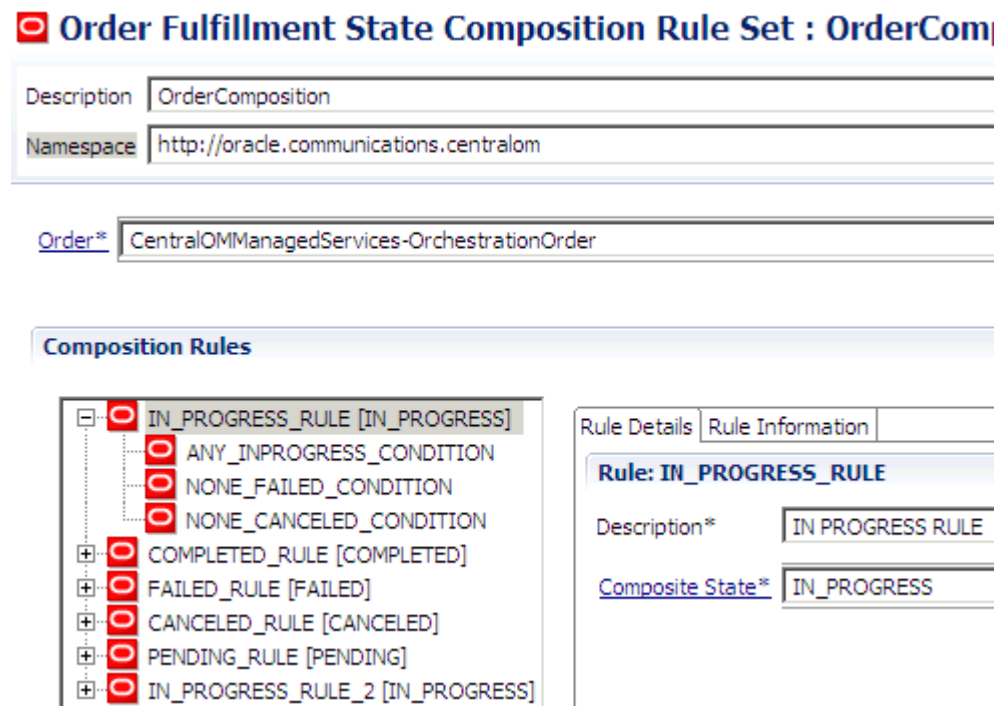 Order Fulfillment State Composition Rule Set : OrderComp
Description OrderComposition
Namespace http://oracle.communications.centralom
Order* CentralOMManagedServices-OrchestrationOrder
Composition Rules
IN_PROGRESS_RULE [IN_PROGRESS]
ANY_INPROGRESS_CONDITION
NONE_FAILED_CONDITION
NONE_CANCELED_CONDITION
COMPLETED_RULE [COMPLETED]
FAILED_RULE [FAILED]
CANCELED_RULE [CANCELED]
PENDING_RULE [PENDING]
IN_PROGRESS_RULE_2 [IN_PROGRESS]
Rule Details Rule Information
Rule: IN_PROGRESS_RULE
Description* IN PROGRESS RULE
Composite State* IN_PROGRESS